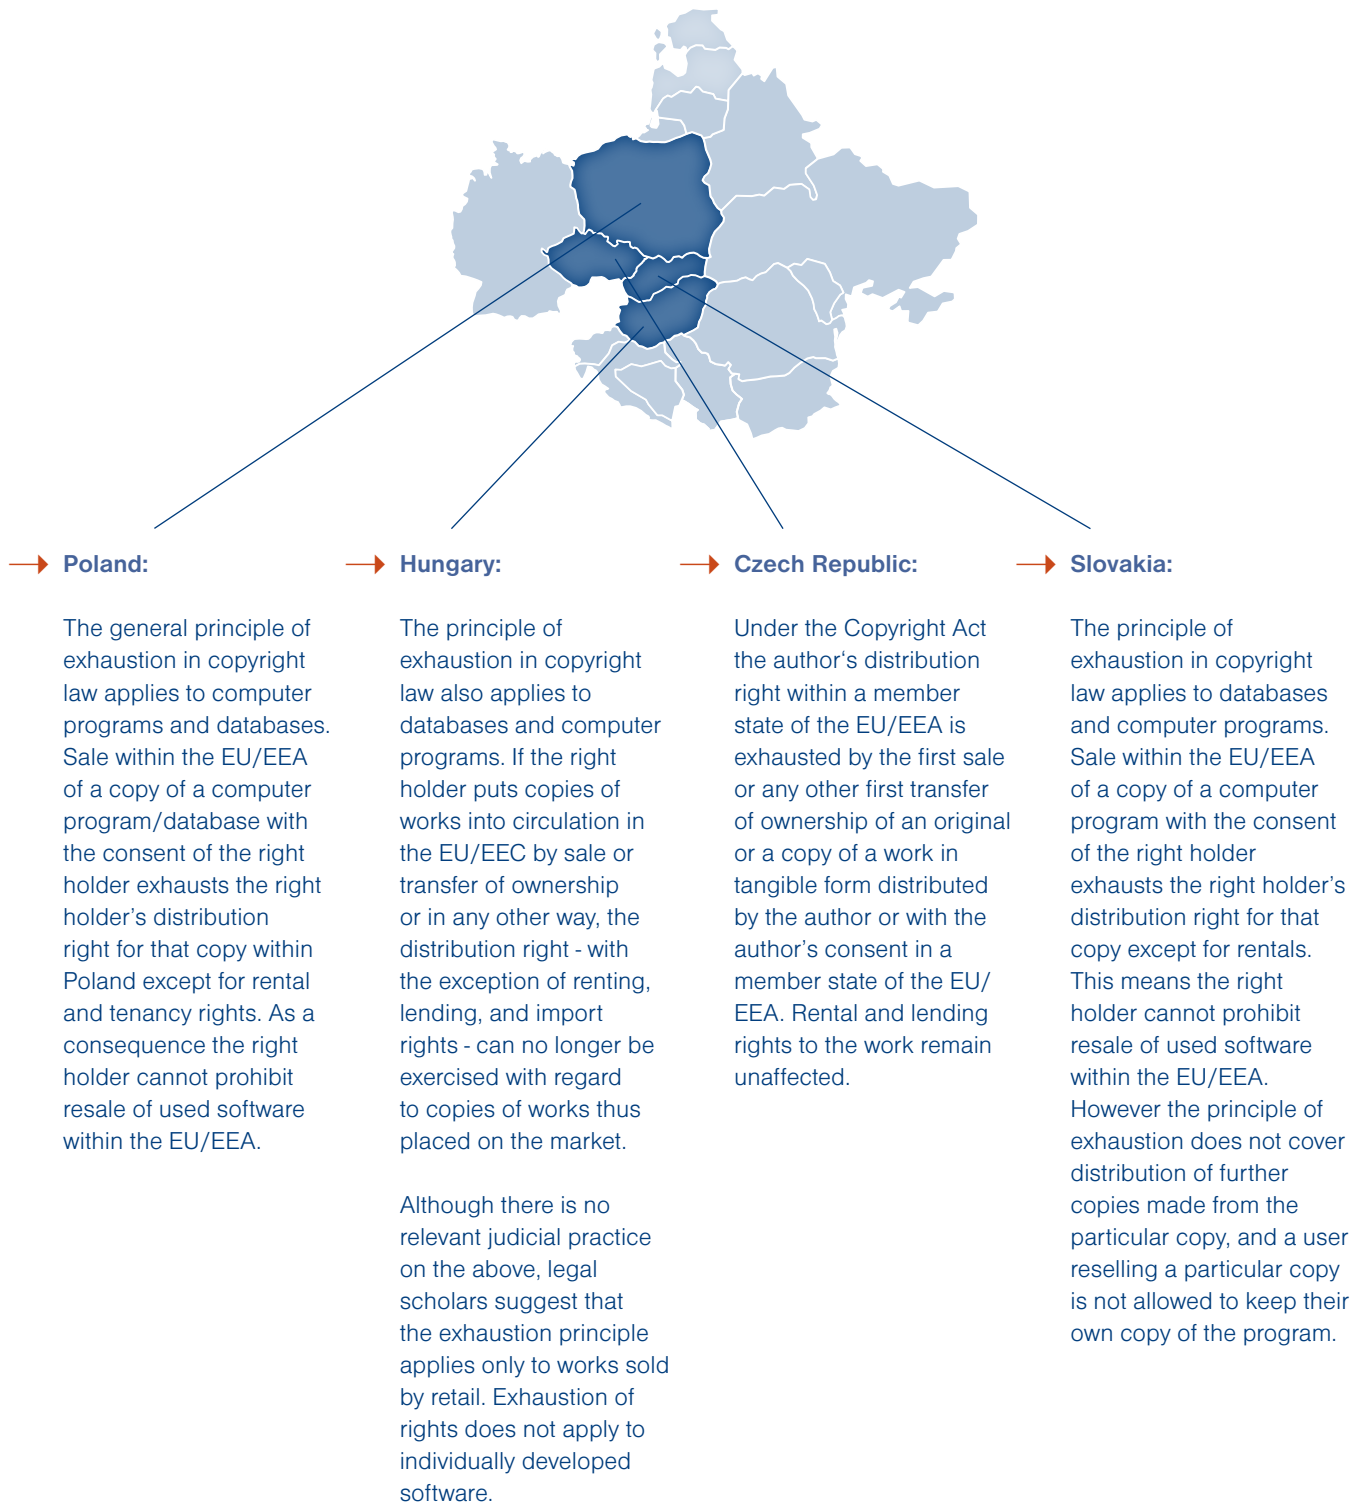 Poland:
The general principle of
exhaustion in copyright
law applies to computer
programs and databases.
Sale within the EU/EEA
of a copy of a computer
program/database with
the consent of the right
holder exhausts the right
holder’s distribution
right for that copy within
Poland except for rental
and tenancy rights. As a
consequence the right
holder cannot prohibit
resale of used software
within the EU/EEA.
Hungary:
The principle of
exhaustion in copyright
law also applies to
databases and computer
programs. If the right
holder puts copies of
works into circulation in
the EU/EEC by sale or
transfer of ownership
or in any other way, the
distribution right - with
the exception of renting,
lending, and import
rights - can no longer be
exercised with regard
to copies of works thus
placed on the market.
Although there is no
relevant judicial practice
on the above, legal
scholars suggest that
the exhaustion principle
applies only to works sold
by retail. Exhaustion of
rights does not apply to
individually developed
software.
Czech Republic:
Under the Copyright Act
the author‘s distribution
right within a member
state of the EU/EEA is
exhausted by the first sale
or any other first transfer
of ownership of an original
or a copy of a work in
tangible form distributed
by the author or with the
author’s consent in a
member state of the EU/
EEA. Rental and lending
rights to the work remain
unaffected.
Slovakia:
The principle of
exhaustion in copyright
law applies to databases
and computer programs.
Sale within the EU/EEA
of a copy of a computer
program with the consent
of the right holder
exhausts the right holder’s
distribution right for that
copy except for rentals.
This means the right
holder cannot prohibit
resale of used software
within the EU/EEA.
However the principle of
exhaustion does not cover
distribution of further
copies made from the
particular copy, and a user
reselling a particular copy
is not allowed to keep their
own copy of the program.